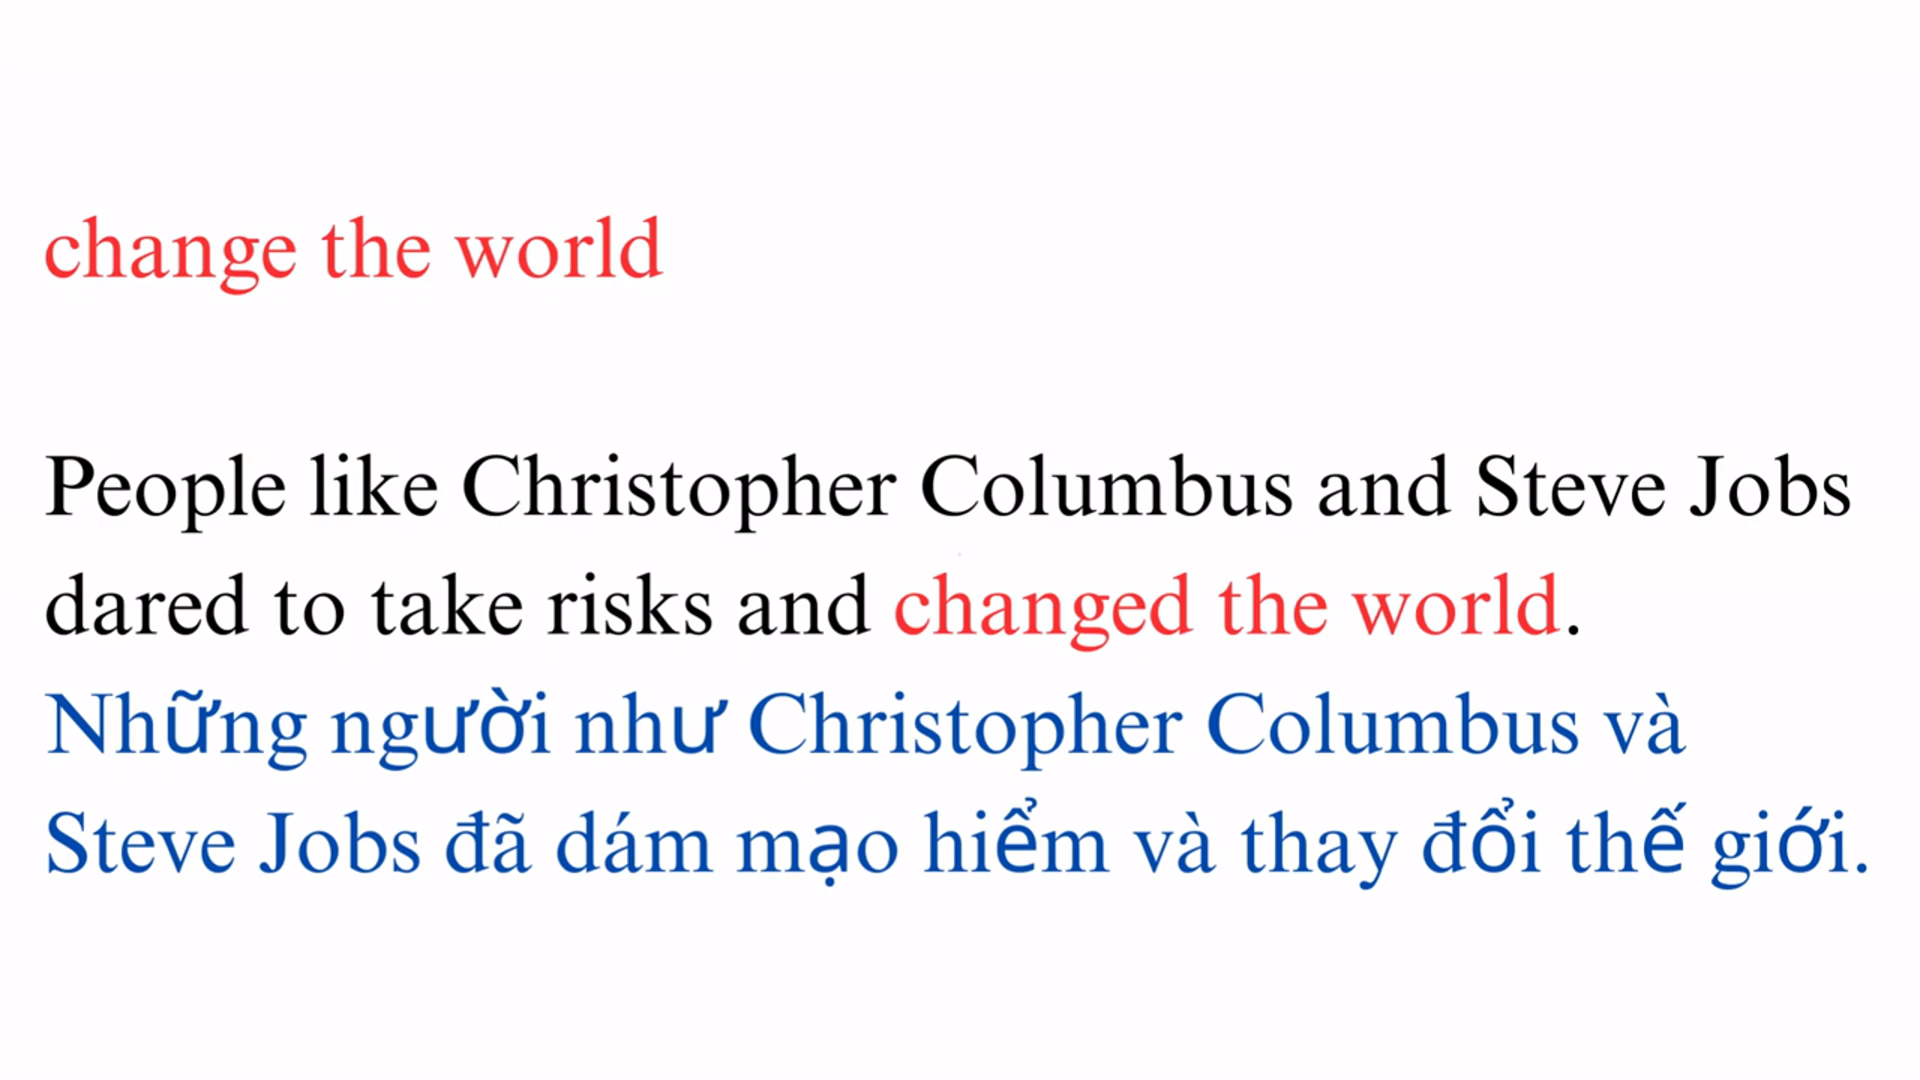 change the world
People like Christopher Columbus and Steve Jobs
dared to take risks and changed the world.
Những người như Christopher Columbus và
Steve Jobs đã dám mạo hiểm và thay đổi thế giới.